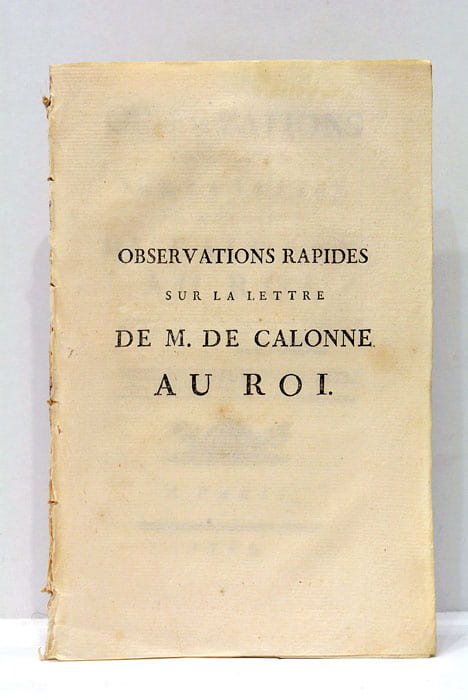 OBSERVATIONS RAPIDES
SUR LA LETTRE
DE M. DE CALONNE
AU ROI.